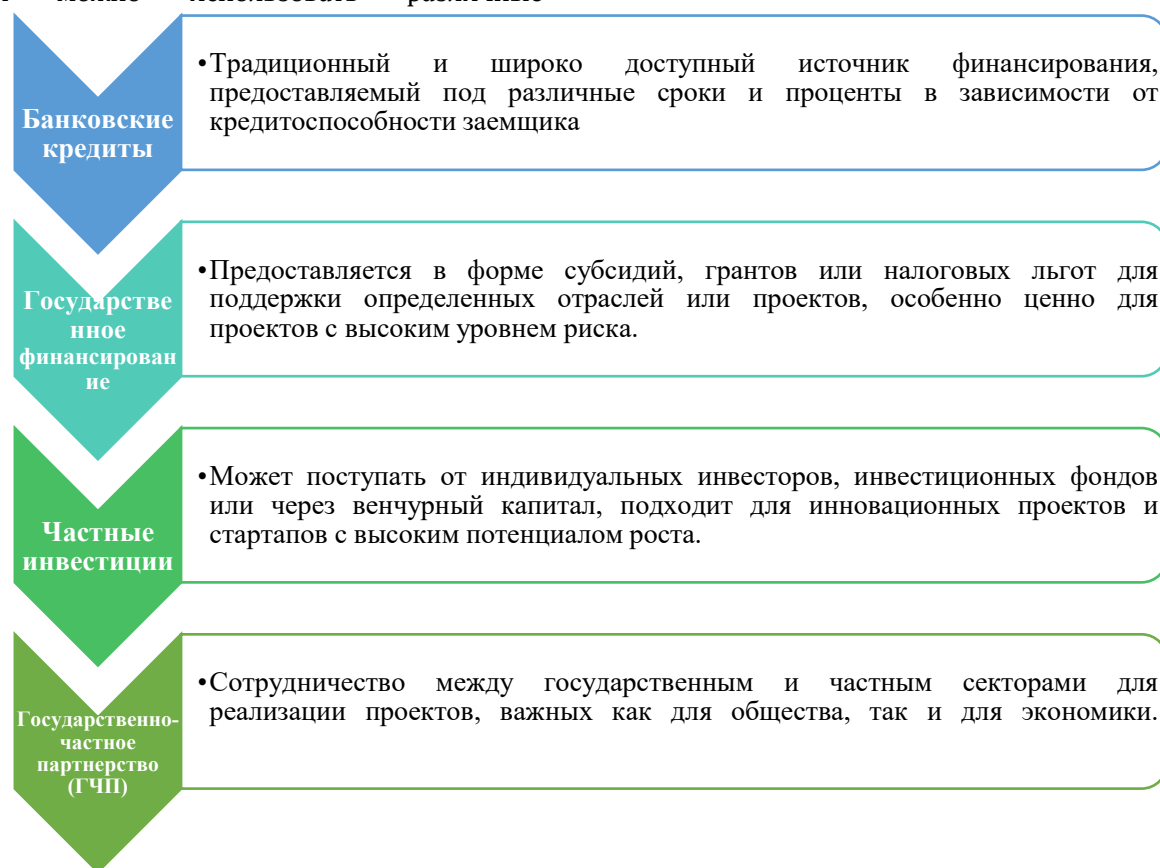 можно использовать различные
Банковские
кредиты
•Традиционный и широко доступный источник финансирования,
предоставляемый под различные сроки и проценты в зависимости от
кредитоспособности заемщика
Государстве
нное
финансирован
ие
•Предоставляется в форме субсидий, грантов или налоговых льгот для
поддержки определенных отраслей или проектов, особенно ценно для
проектов с высоким уровнем риска.
Частные
инвестиции
•Может поступать от индивидуальных инвесторов, инвестиционных фондов
или через венчурный капитал, подходит для инновационных проектов и
стартапов с высоким потенциалом роста.
Государственно-
частное
партнерство
(ГЧП)
•Сотрудничество между государственным и частным секторами для
реализации проектов, важных как для общества, так и для экономики.